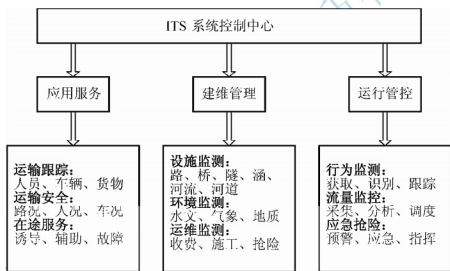 ITS 系统控制中心
应用服务
建维管理
运行管控
运输跟踪:
人员、车辆、货物
运输安全:
路况、人况、车况
在途服务:
诱导、辅助、故障
设施监测:
路、桥、隧、涵、
河流、河道
环境监测:
水文、气象、地质
运维监测:
收费、施工、抢险
行为监测:
获取、识别、跟踪
流量监控:
采集、分析、调度
应急抢险:
预警、应急、指挥